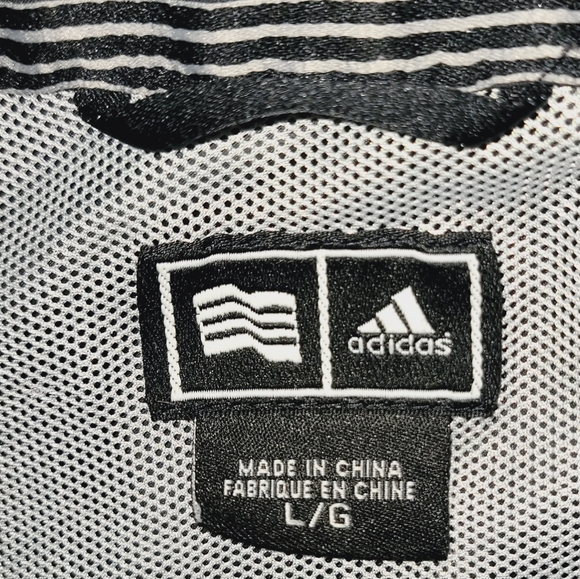 adidas
MADE IN CHINA
FABRIQUE EN CHINE
L/G